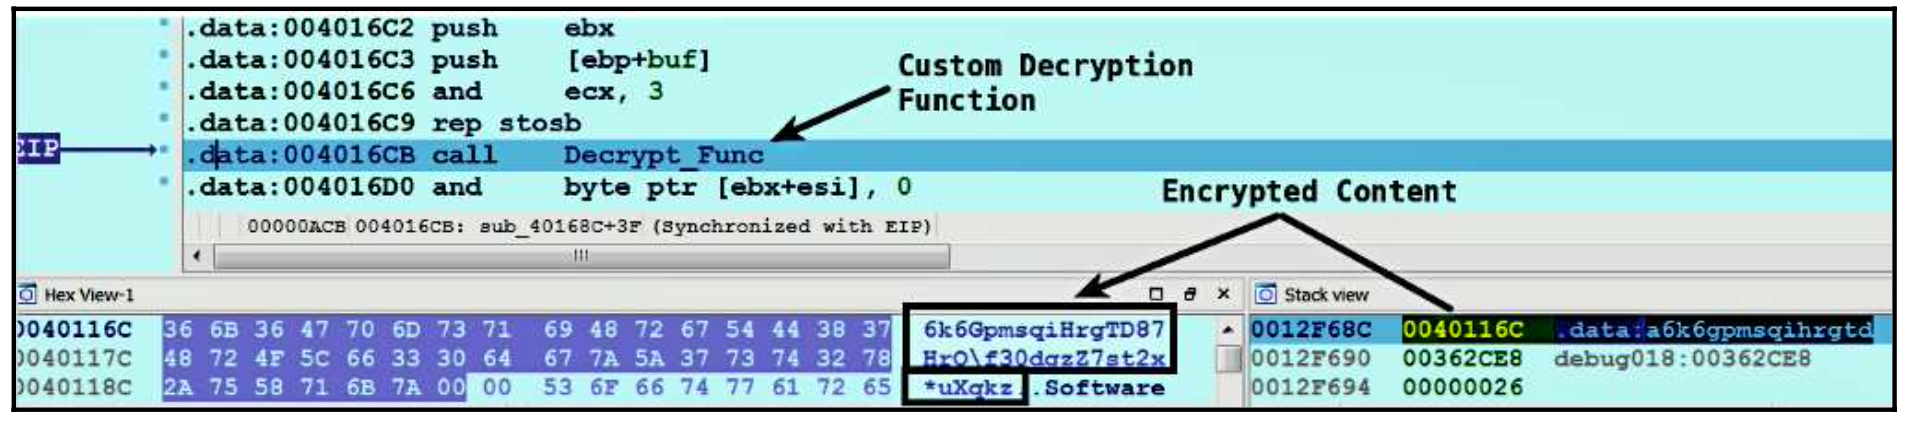 .data:004016C2 push ebx
.data:004016C3 push [ebp+buf]
.data:004016C6 and ecx, 3
.data:004016C9 rep stosb
EIP .data:004016CB call Decrypt_Func
.data:004016D0 and byte ptr [ebx+esi], 0
Custom Decryption
Function
Encrypted Content
00000ACB 004016CB: sub_40168C+3F (Synchronized with EIP)
Hex View-1
0040116C 36 6B 36 47 70 6D 73 71 69 48 72 67 54 44 38 37 6k6GpmsqiHrgTD87
0040117C 48 72 4F 5C 66 33 30 64 67 7A 5A 37 73 74 32 78 HrO\f30dgzZ7st2x
0040118C 2A 75 58 71 6B 7A 00 00 53 6F 66 74 77 61 72 65 *uXqkz..Software
Stack view
0012F68C 0040116C .data:a6k6gpmsqihrgtd
0012F690 00362CE8 debug018:00362CE8
0012F694 00000026